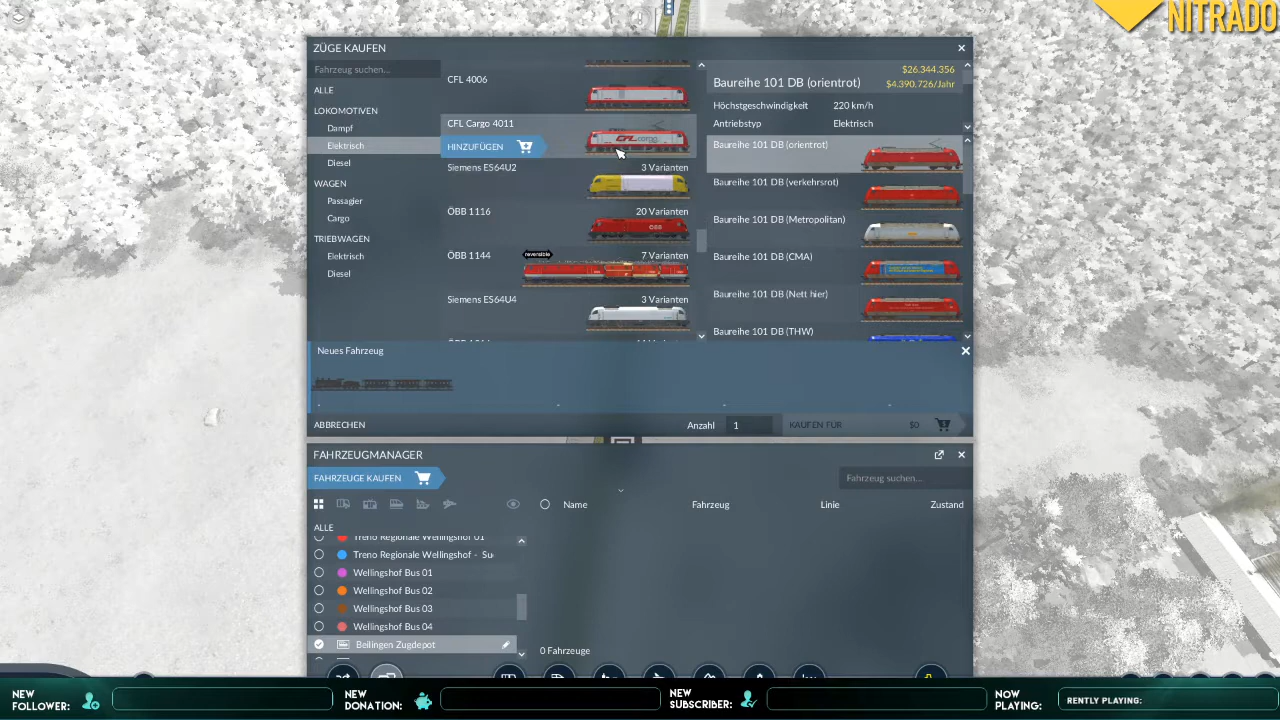 NITRADO
ZÜGE KAUFEN
Fahrzeug suchen...
ALLE
LOKOMOTIVEN
Dampf
Elektrisch
Diesel
WAGEN
Passagier
Cargo
TRIEBWAGEN
Elektrisch
Diesel
CFL 4006
CFL Cargo 4011
CFL cargo
HINZUFÜGEN
Siemens ES64U2 3 Varianten
ÖBB 1116 20 Varianten
ÖBB
ÖBB 1144 7 Varianten
reversible
Siemens ES64U4 3 Varianten
Baureihe 101 DB (orientrot)
$26.344.356
$4.390.726/Jahr
Höchstgeschwindigkeit 220 km/h
Antriebstyp Elektrisch
Baureihe 101 DB (orientrot)
Baureihe 101 DB (verkehrsrot)
Baureihe 101 DB (Metropolitan)
Baureihe 101 DB (CMA)
Baureihe 101 DB (Nett hier)
Baureihe 101 DB (THW)
Neues Fahrzeug
ABBRECHEN
Anzahl 1
KAUFEN FÜR $0
FAHRZEUGMANAGER
FAHRZEUGE KAUFEN
Fahrzeug suchen...
Name Fahrzeug Linie Zustand
ALLE
Treno Regionale Wellingshof 01
Treno Regionale Wellingshof - Su
Wellingshof Bus 01
Wellingshof Bus 02
Wellingshof Bus 03
Wellingshof Bus 04
Beilingen Zugdepot
0 Fahrzeuge
NEW FOLLOWER:
NEW DONATION:
NEW SUBSCRIBER:
NOW PLAYING:
RENTLY PLAYING: